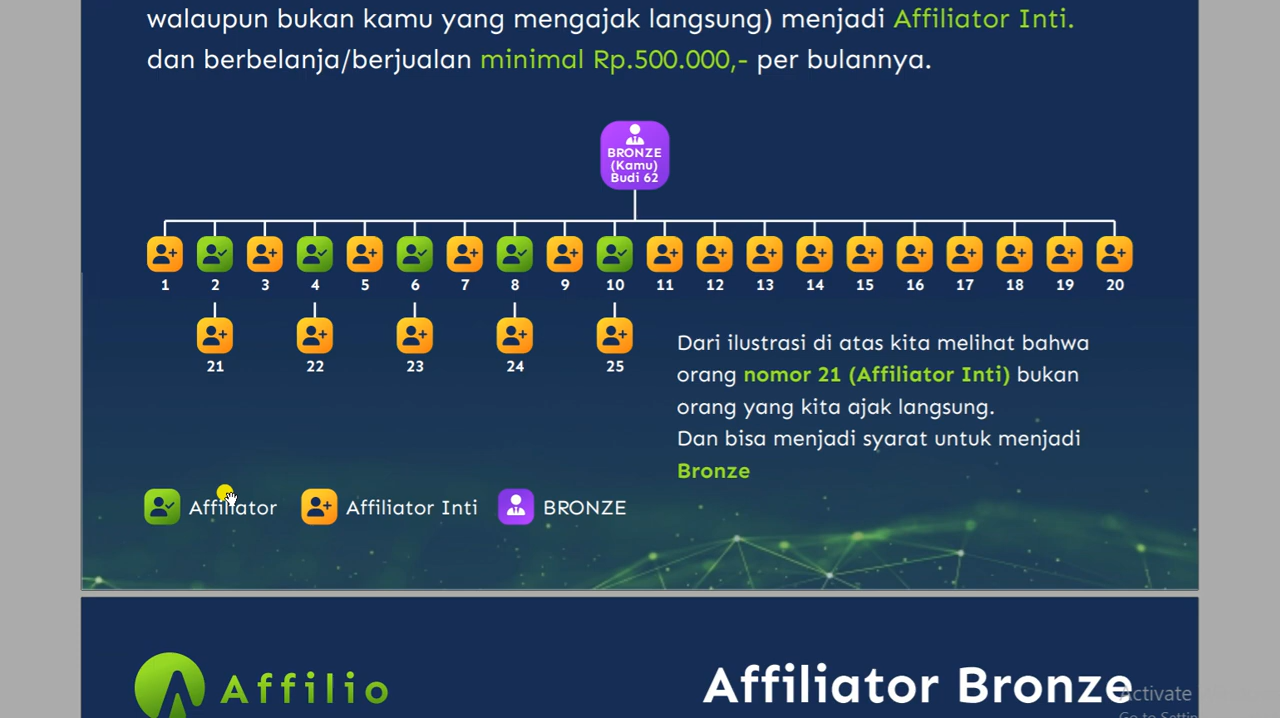 walaupun bukan kamu yang mengajak langsung) menjadi Affiliator Inti.
dan berbelanja/berjualan minimal Rp.500.000,- per bulannya.
BRONZE
(Kamu)
Budi 62
1 2 3 4 5 6 7 8 9 10 11 12 13 14 15 16 17 18 19 20
21 22 23 24 25
Dari ilustrasi di atas kita melihat bahwa
orang nomor 21 (Affiliator Inti) bukan
orang yang kita ajak langsung.
Dan bisa menjadi syarat untuk menjadi
Bronze
Affiliator Affiliator Inti BRONZE
Affilio
Affiliator Bronze
Activate